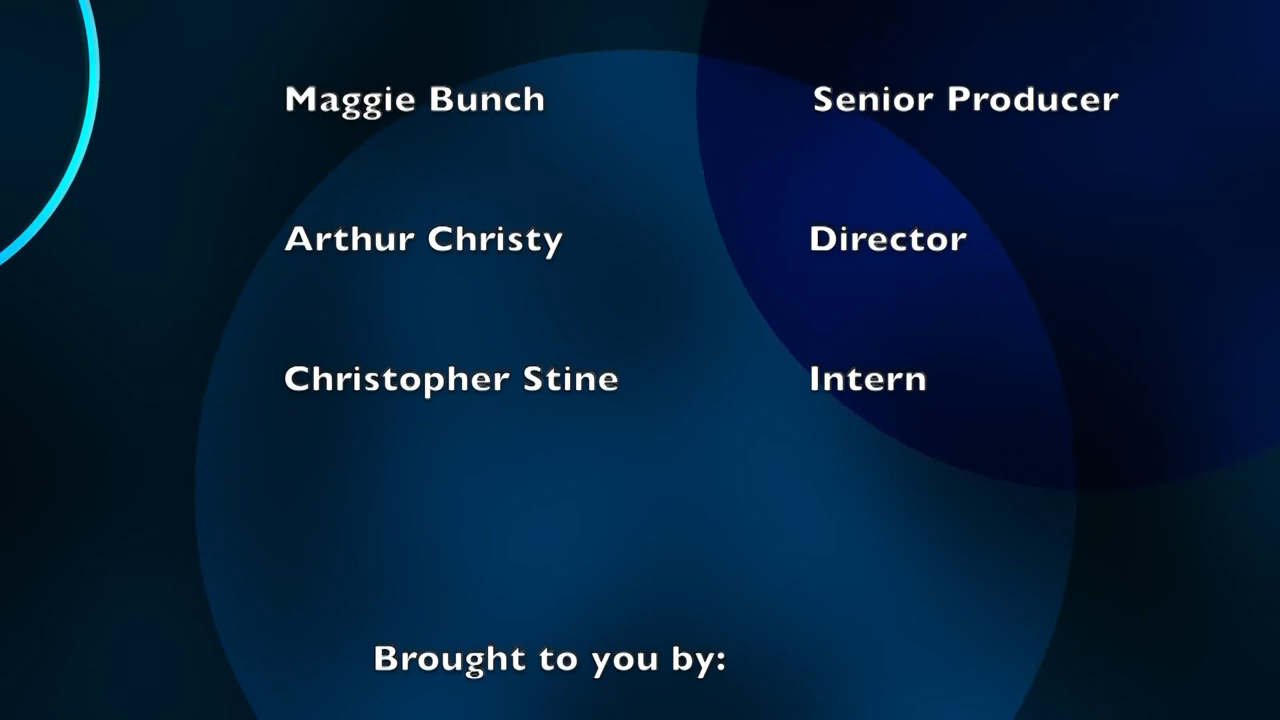 Maggie Bunch Senior Producer
Arthur Christy Director
Christopher Stine Intern
Brought to you by: